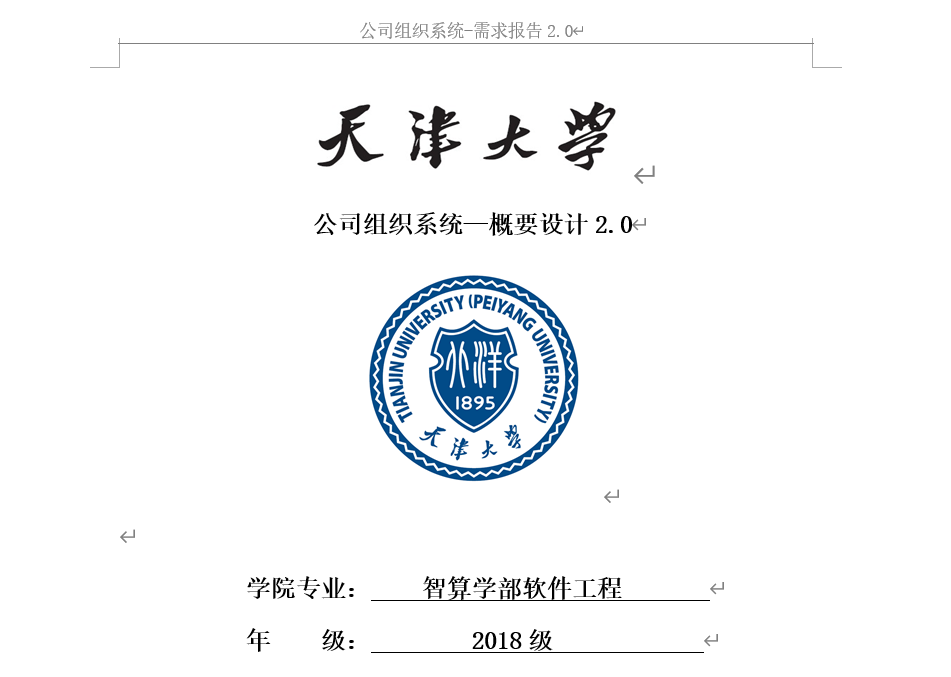 公司组织系统-需求报告 2.0
天津大学
公司组织系统—概要设计 2.0
TIANJIN UNIVERSITY (PEIYANG UNIVERSITY)
北洋
1895
天津大学
学院专业：智算学部软件工程
年　　级：2018 级